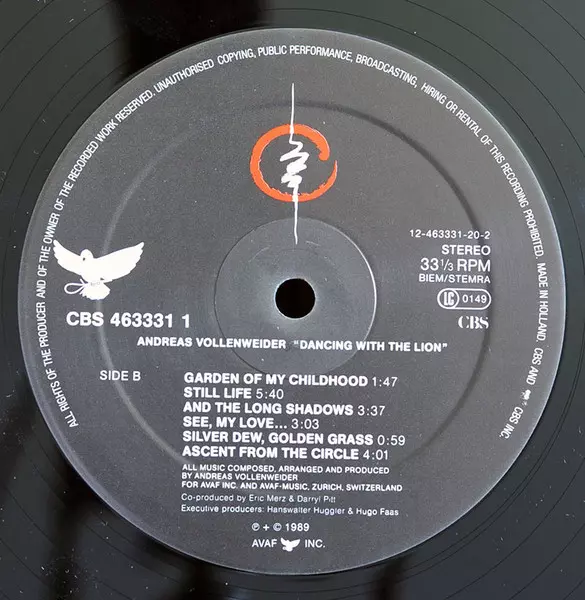 ALL RIGHTS OF THE PRODUCER AND OF THE OWNER OF THE RECORDED WORK RESERVED. UNAUTHORISED COPYING, PUBLIC PERFORMANCE, BROADCASTING, HIRING OR RENTAL OF THIS RECORDING PROHIBITED. MADE IN HOLLAND. CBS AND CBS INC.
12-463331-20-2
STEREO
33 1/3 RPM
BIEM/STEMRA
LC 0149
CBS 463331 1
CBS
ANDREAS VOLLENWEIDER "DANCING WITH THE LION"
SIDE B
GARDEN OF MY CHILDHOOD 1:47
STILL LIFE 5:40
AND THE LONG SHADOWS 3:37
SEE, MY LOVE... 3:03
SILVER DEW, GOLDEN GRASS 0:59
ASCENT FROM THE CIRCLE 4:01
ALL MUSIC COMPOSED, ARRANGED AND PRODUCED
BY ANDREAS VOLLENWEIDER
FOR AVAF INC. AND AVAF-MUSIC, ZURICH, SWITZERLAND
Co-produced by Eric Merz & Darryl Pitt
Executive producers: Hanswalter Huggler & Hugo Faas
℗ + © 1989
AVAF INC.